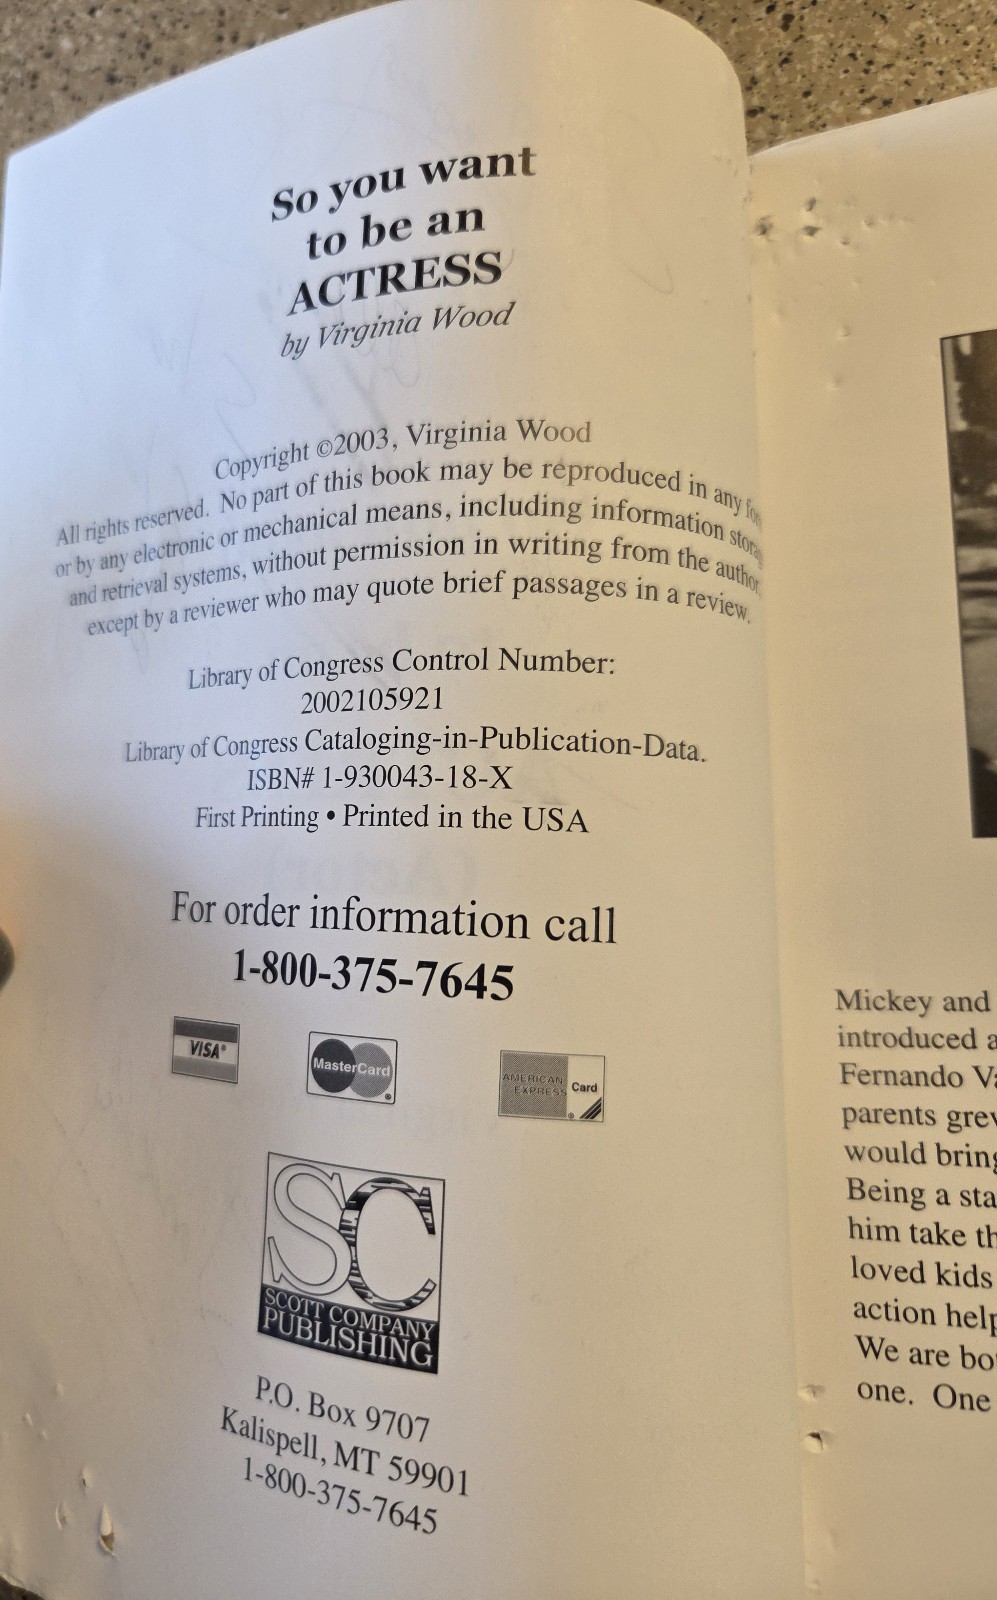 So you want
to be an
ACTRESS
by Virginia Wood
Copyright ©2003, Virginia Wood
All rights reserved. No part of this book may be reproduced in any
or by any electronic or mechanical means, including information
and retrieval systems, without permission in writing from the author,
except by a reviewer who may quote brief passages in a review.
Library of Congress Control Number:
2002105921
Library of Congress Cataloging-in-Publication-Data.
ISBN# 1-930043-18-X
First Printing • Printed in the USA
For order information call
1-800-375-7645
VISA®
MasterCard ®
AMERICAN EXPRESS ® Card
SC
SCOTT COMPANY
PUBLISHING
P.O. Box 9707
Kalispell, MT 59901
1-800-375-7645
Mickey and
introduced
Fernando
parents
would
Being a
him take
loved kids
action
We are
one. One